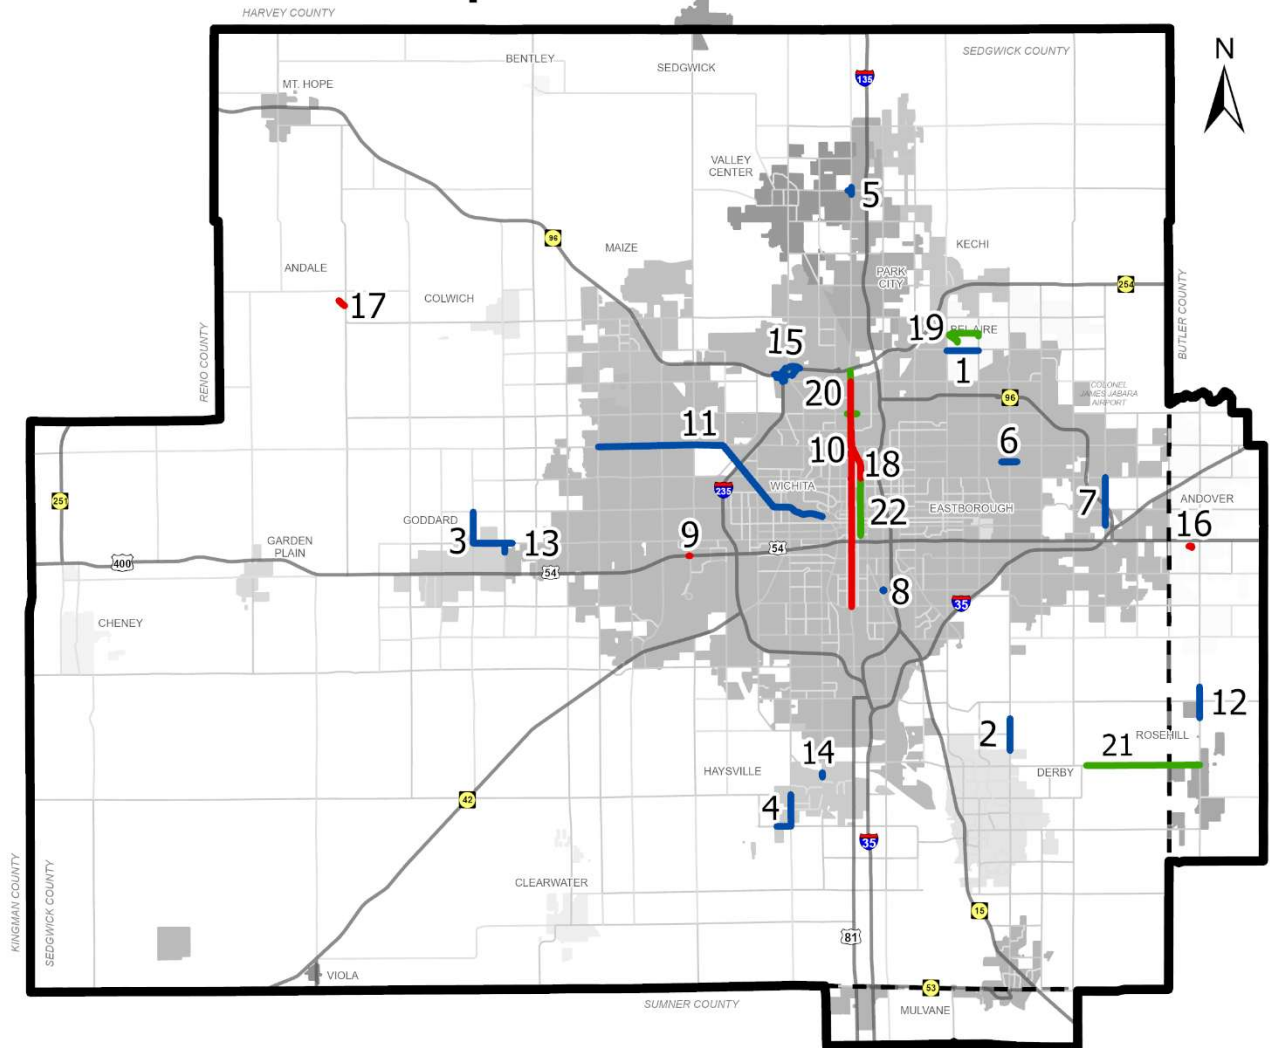 HARVEY COUNTY
SEDGWICK COUNTY
N
BENTLEY
SEDGWICK
135
MT. HOPE
VALLEY
CENTER
5
96
MAIZE
KECHI
ANDALE
PARK
CITY
COLWICH
254
17
BUTLER COUNTY
RENO COUNTY
19
BELAIRE
15
1
20
COLONEL
JAMES JABARA
AIRPORT
96
11
10
18
6
WICHITA
235
251
7
ANDOVER
EASTBOROUGH
22
GODDARD
16
3
13
9
GARDEN
PLAIN
54
400
54
8
35
CHENEY
12
2
21
ROSEHILL
14
HAYSVILLE
DERBY
42
4
35
CLEARWATER
KINGMAN COUNTY
SEDGWICK COUNTY
15
81
VIOLA
53
SUMNER COUNTY
MULVANE